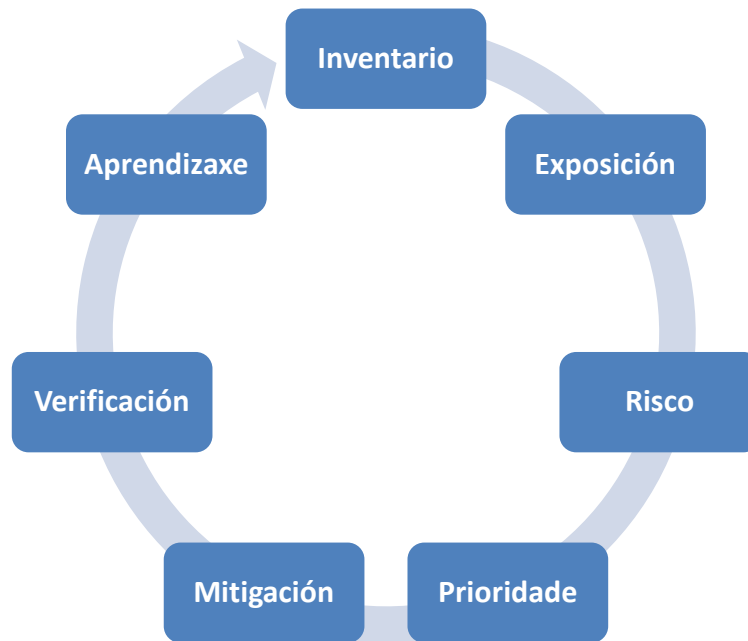 Inventario
Exposición
Risco
Prioridade
Mitigación
Verificación
Aprendizaxe